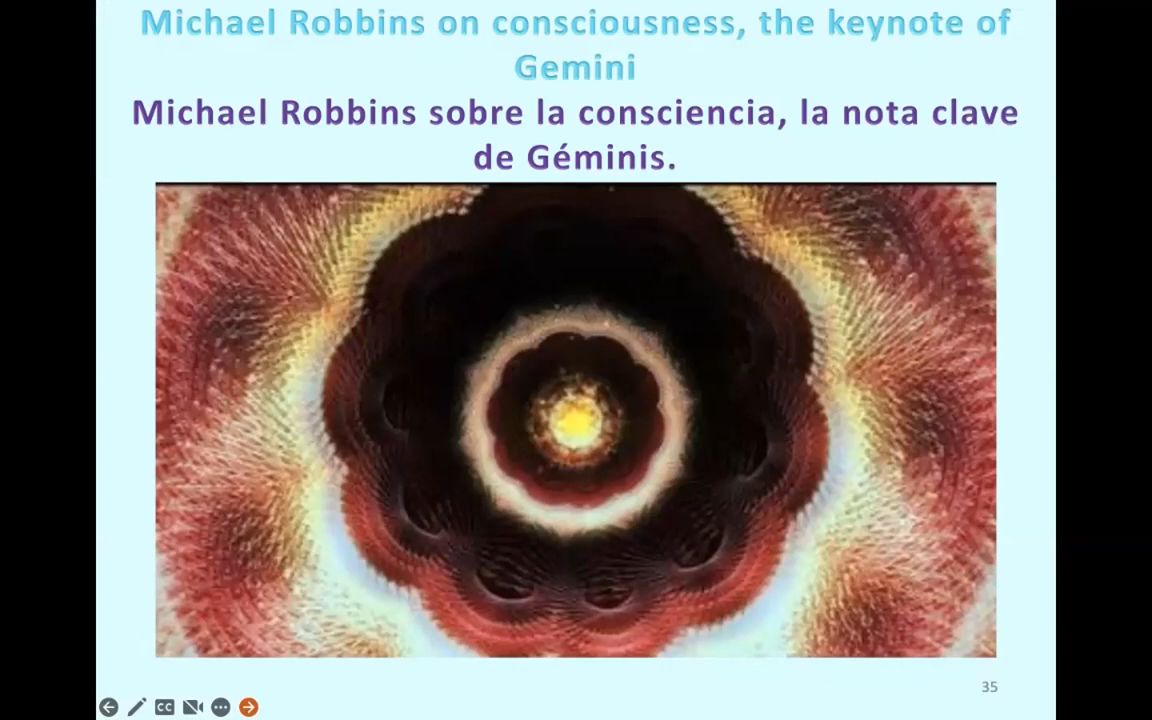 Michael Robbins on consciousness, the keynote of
Gemini
Michael Robbins sobre la consciencia, la nota clave
de Géminis.
35
CC